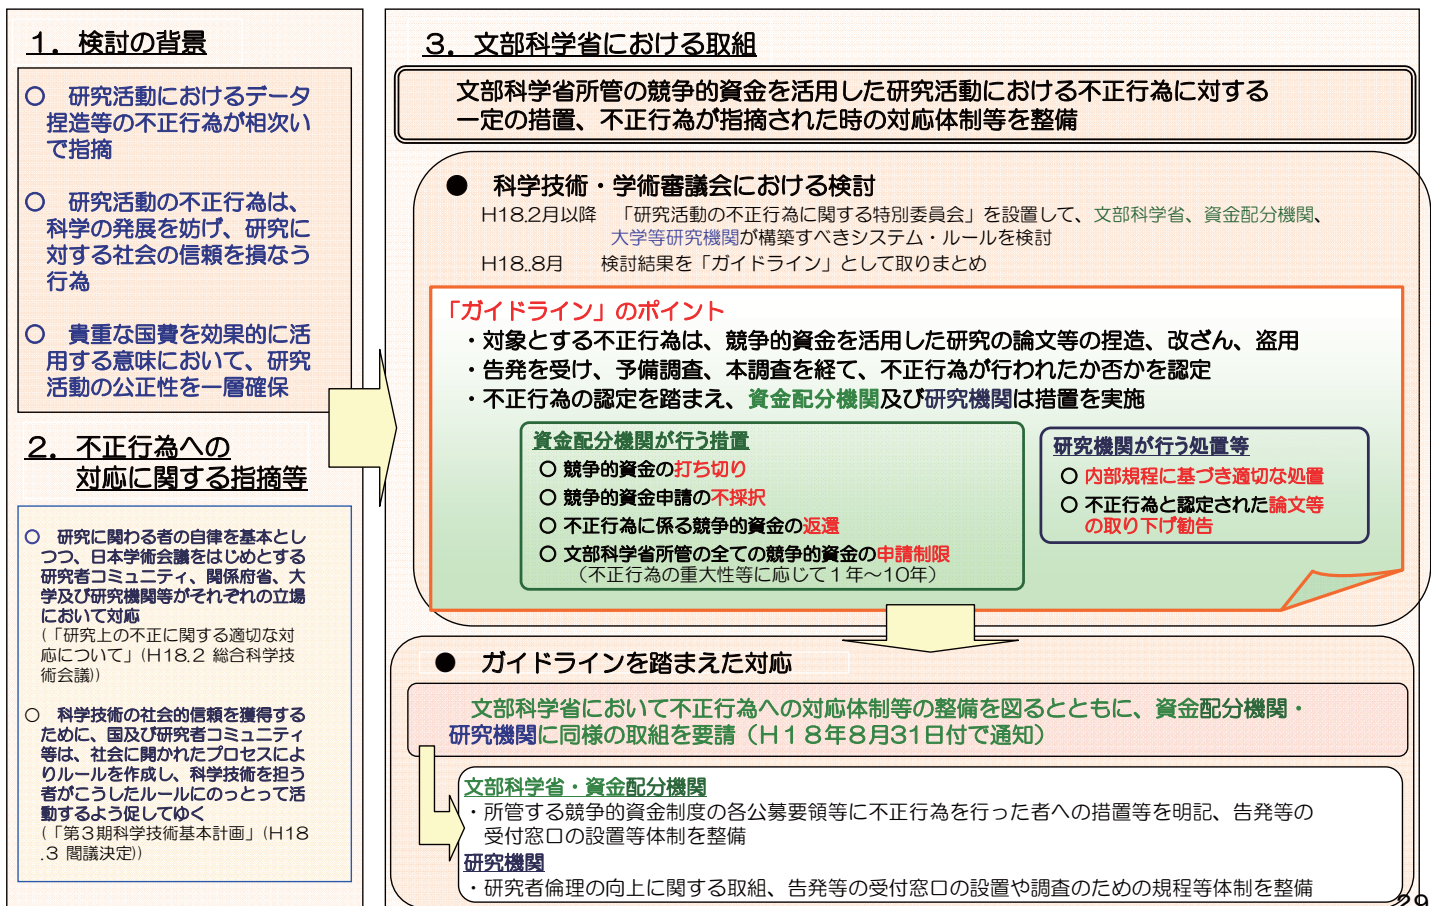 １．検討の背景
○　研究活動におけるデータ
捏造等の不正行為が相次い
で指摘
○　研究活動の不正行為は、
科学の発展を妨げ、研究に
対する社会の信頼を損なう
行為
○　貴重な国費を効果的に活
用する意味において、研究
活動の公正性を一層確保
２．不正行為への
対応に関する指摘等
○　研究に関わる者の自律を基本とし
つつ、日本学術会議をはじめとする
研究者コミュニティ、関係府省、大
学及び研究機関等がそれぞれの立場
において対応
(「研究上の不正に関する適切な対
応について」(H18.2 総合科学技
術会議))
○　科学技術の社会的信頼を獲得する
ために、国及び研究者コミュニティ
等は、社会に開かれたプロセスによ
りルールを作成し、科学技術を担う
者がこうしたルールにのっとって活
動するよう促してゆく
(「第3期科学技術基本計画」(H18
.3 閣議決定))
３．文部科学省における取組
文部科学省所管の競争的資金を活用した研究活動における不正行為に対する
一定の措置、不正行為が指摘された時の対応体制等を整備
●　科学技術・学術審議会における検討
H18.2月以降　「研究活動の不正行為に関する特別委員会」を設置して、文部科学省、資金配分機関、
大学等研究機関が構築すべきシステム・ルールを検討
H18..8月　検討結果を「ガイドライン」として取りまとめ
「ガイドライン」のポイント
・対象とする不正行為は、競争的資金を活用した研究の論文等の捏造、改ざん、盗用
・告発を受け、予備調査、本調査を経て、不正行為が行われたか否かを認定
・不正行為の認定を踏まえ、資金配分機関及び研究機関は措置を実施
資金配分機関が行う措置
○ 競争的資金の打ち切り
○ 競争的資金申請の不採択
○ 不正行為に係る競争的資金の返還
○ 文部科学省所管の全ての競争的資金の申請制限
（不正行為の重大性等に応じて１年～10年）
研究機関が行う処置等
○ 内部規程に基づき適切な処置
○ 不正行為と認定された論文等
の取り下げ勧告
●　ガイドラインを踏まえた対応
文部科学省において不正行為への対応体制等の整備を図るとともに、資金配分機関・
研究機関に同様の取組を要請（H１８年８月31日付で通知）
文部科学省・資金配分機関
・所管する競争的資金制度の各公募要領等に不正行為を行った者への措置等を明記、告発等の
受付窓口の設置等体制を整備
研究機関
・研究者倫理の向上に関する取組、告発等の受付窓口の設置や調査のための規程等体制を整備
29